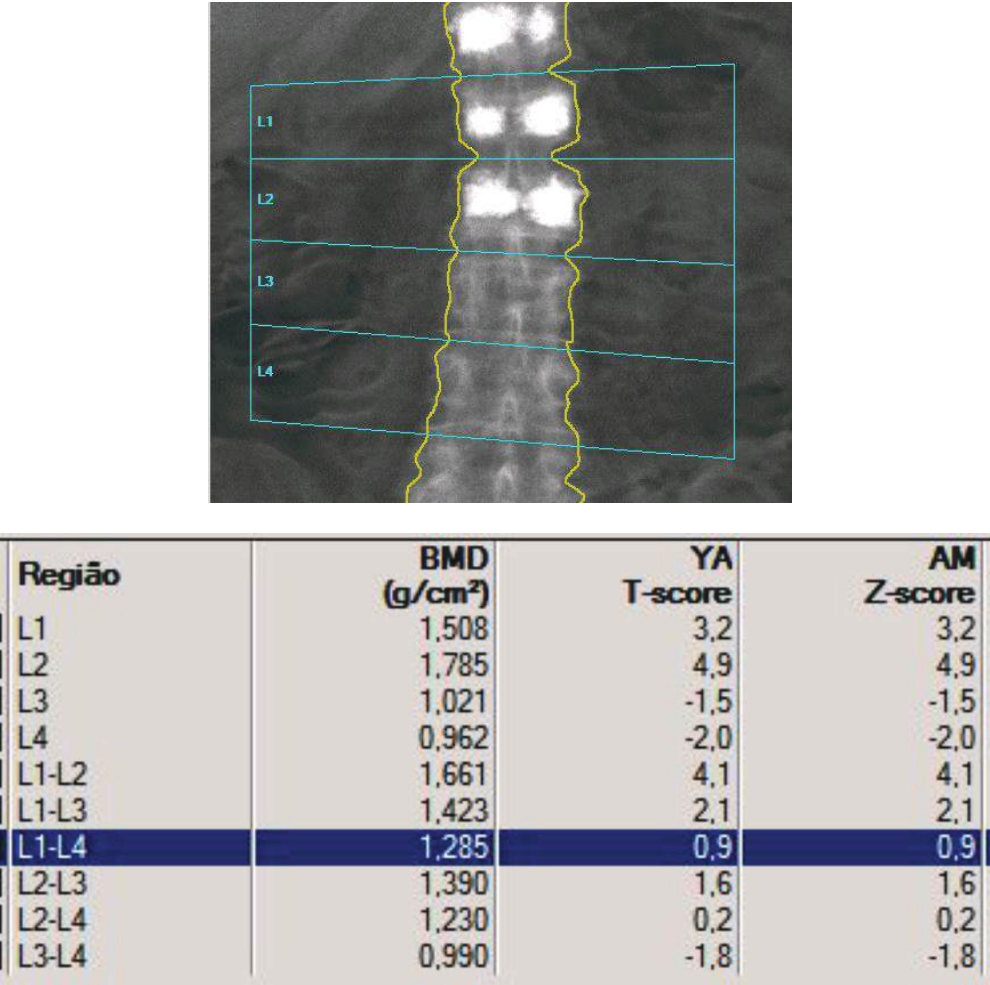 L1
L2
L3
L4
Região BMD (g/cm²) YA T-score AM Z-score
L1 1,508 3,2 3,2
L2 1,785 4,9 4,9
L3 1,021 -1,5 -1,5
L4 0,962 -2,0 -2,0
L1-L2 1,661 4,1 4,1
L1-L3 1,423 2,1 2,1
L1-L4 1,285 0,9 0,9
L2-L3 1,390 1,6 1,6
L2-L4 1,230 0,2 0,2
L3-L4 0,990 -1,8 -1,8